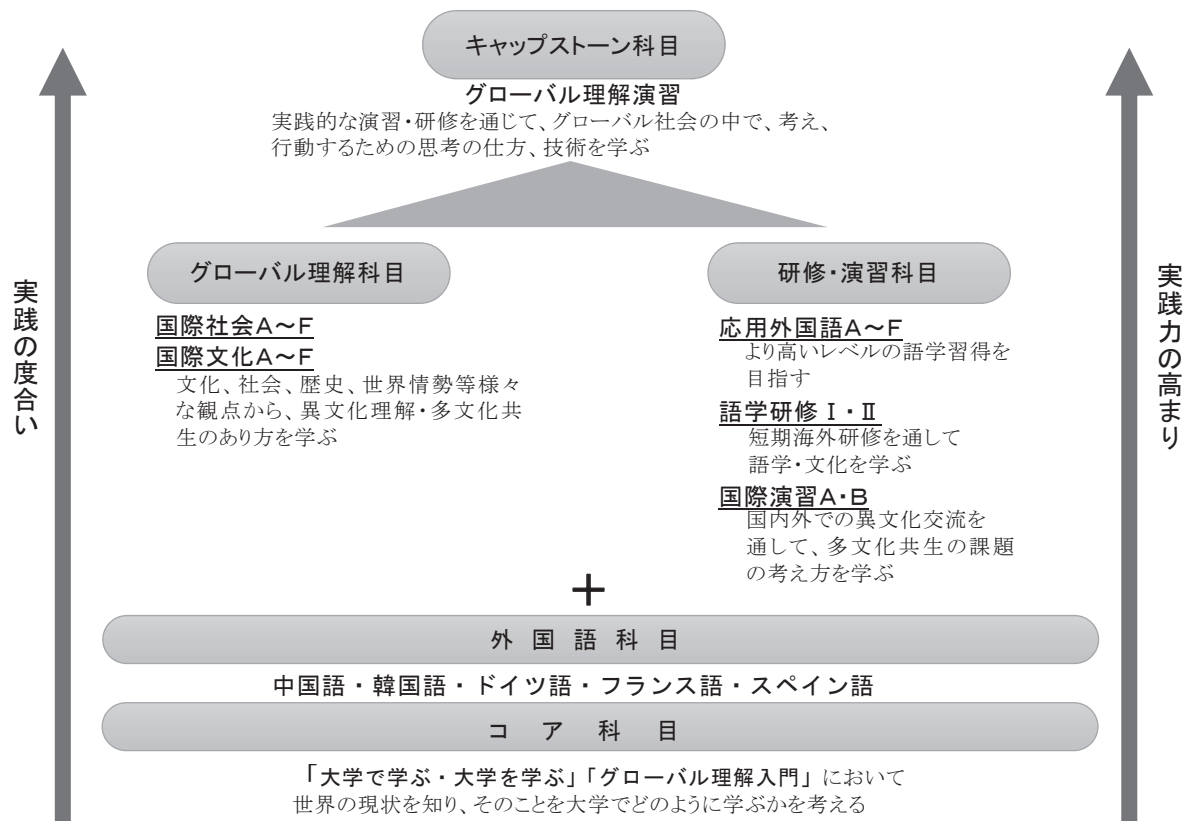 キャップストーン科目
グローバル理解演習
実践的な演習・研修を通じて、グローバル社会の中で、考え、
行動するための思考の仕方、技術を学ぶ
実践の度合い
グローバル理解科目
国際社会A～F
国際文化A～F
文化、社会、歴史、世界情勢等様々
な観点から、異文化理解・多文化共
生のあり方を学ぶ
研修・演習科目
応用外国語A～F
より高いレベルの語学習得を
目指す
語学研修Ⅰ・Ⅱ
短期海外研修を通して
語学・文化を学ぶ
国際演習A・B
国内外での異文化交流を
通して、多文化共生の課題
の考え方を学ぶ
実践力の高まり
＋
外国語科目
中国語・韓国語・ドイツ語・フランス語・スペイン語
コア科目
「大学で学ぶ・大学を学ぶ」「グローバル理解入門」において
世界の現状を知り、そのことを大学でどのように学ぶかを考える